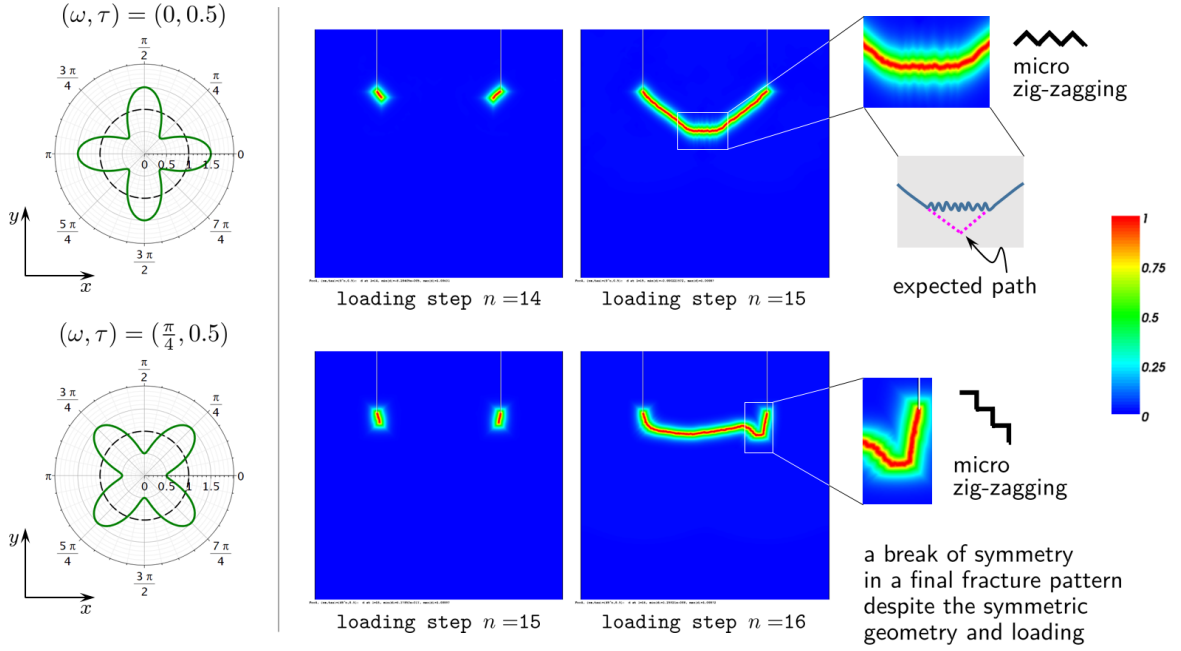 (ω, τ) = (0, 0.5)
π/2
3π/4
π/4
π
0 0.5 1 1.5
0
5π/4
7π/4
3π/2
y
x
loading step n =14
loading step n =15
micro
zig-zagging
expected path
1
0.75
0.5
0.25
0
(ω, τ) = (π/4, 0.5)
π/2
3π/4
π/4
π
0 0.5 1 1.5
0
5π/4
7π/4
3π/2
y
x
loading step n =15
loading step n =16
micro
zig-zagging
a break of symmetry
in a final fracture pattern
despite the symmetric
geometry and loading